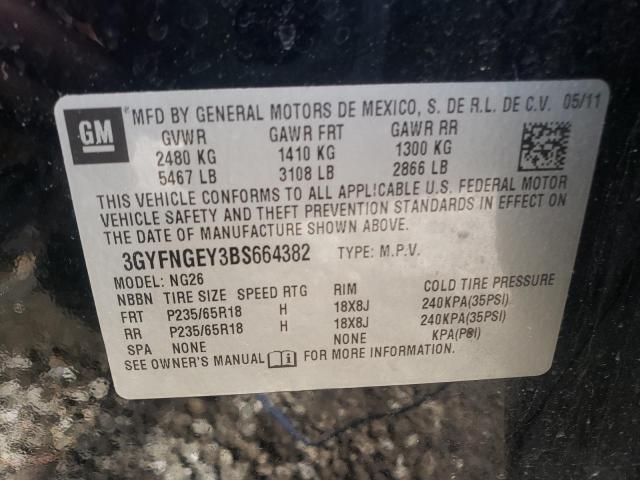 GM
MFD BY GENERAL MOTORS DE MEXICO, S. DE R.L. DE C.V. 05/11
GVWR GAWR FRT GAWR RR
2480 KG 1410 KG 1300 KG
5467 LB 3108 LB 2866 LB
THIS VEHICLE CONFORMS TO ALL APPLICABLE U.S. FEDERAL MOTOR
VEHICLE SAFETY AND THEFT PREVENTION STANDARDS IN EFFECT ON
THE DATE OF MANUFACTURE SHOWN ABOVE.
3GYFNGEY3BS664382 TYPE: M.P.V.
MODEL: NG26
NBBN TIRE SIZE SPEED RTG RIM COLD TIRE PRESSURE
FRT P235/65R18 H 18X8J 240KPA(35PSI)
RR P235/65R18 H 18X8J 240KPA(35PSI)
SPA NONE NONE KPA(PSI)
SEE OWNER'S MANUAL FOR MORE INFORMATION.